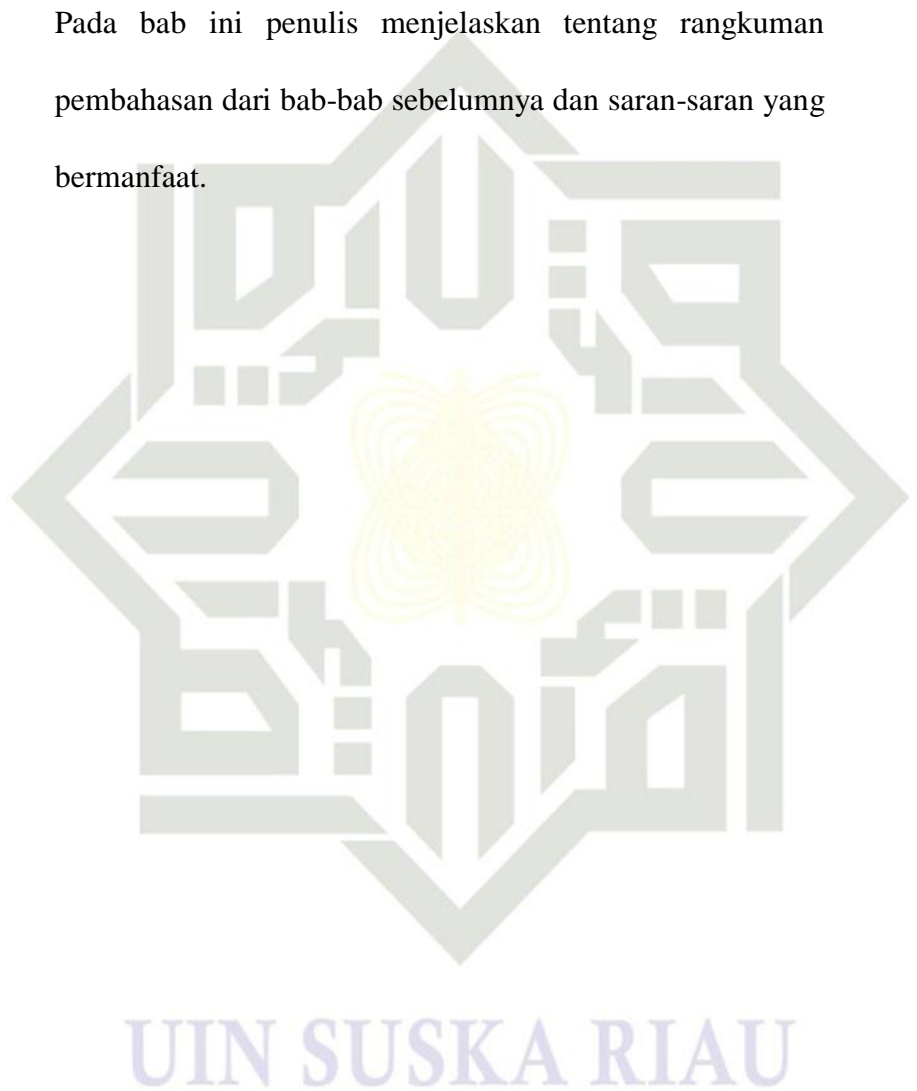 Pada bab ini penulis menjelaskan tentang rangkuman
pembahasan dari bab-bab sebelumnya dan saran-saran yang
bermanfaat.
UIN SUSKA RIAU